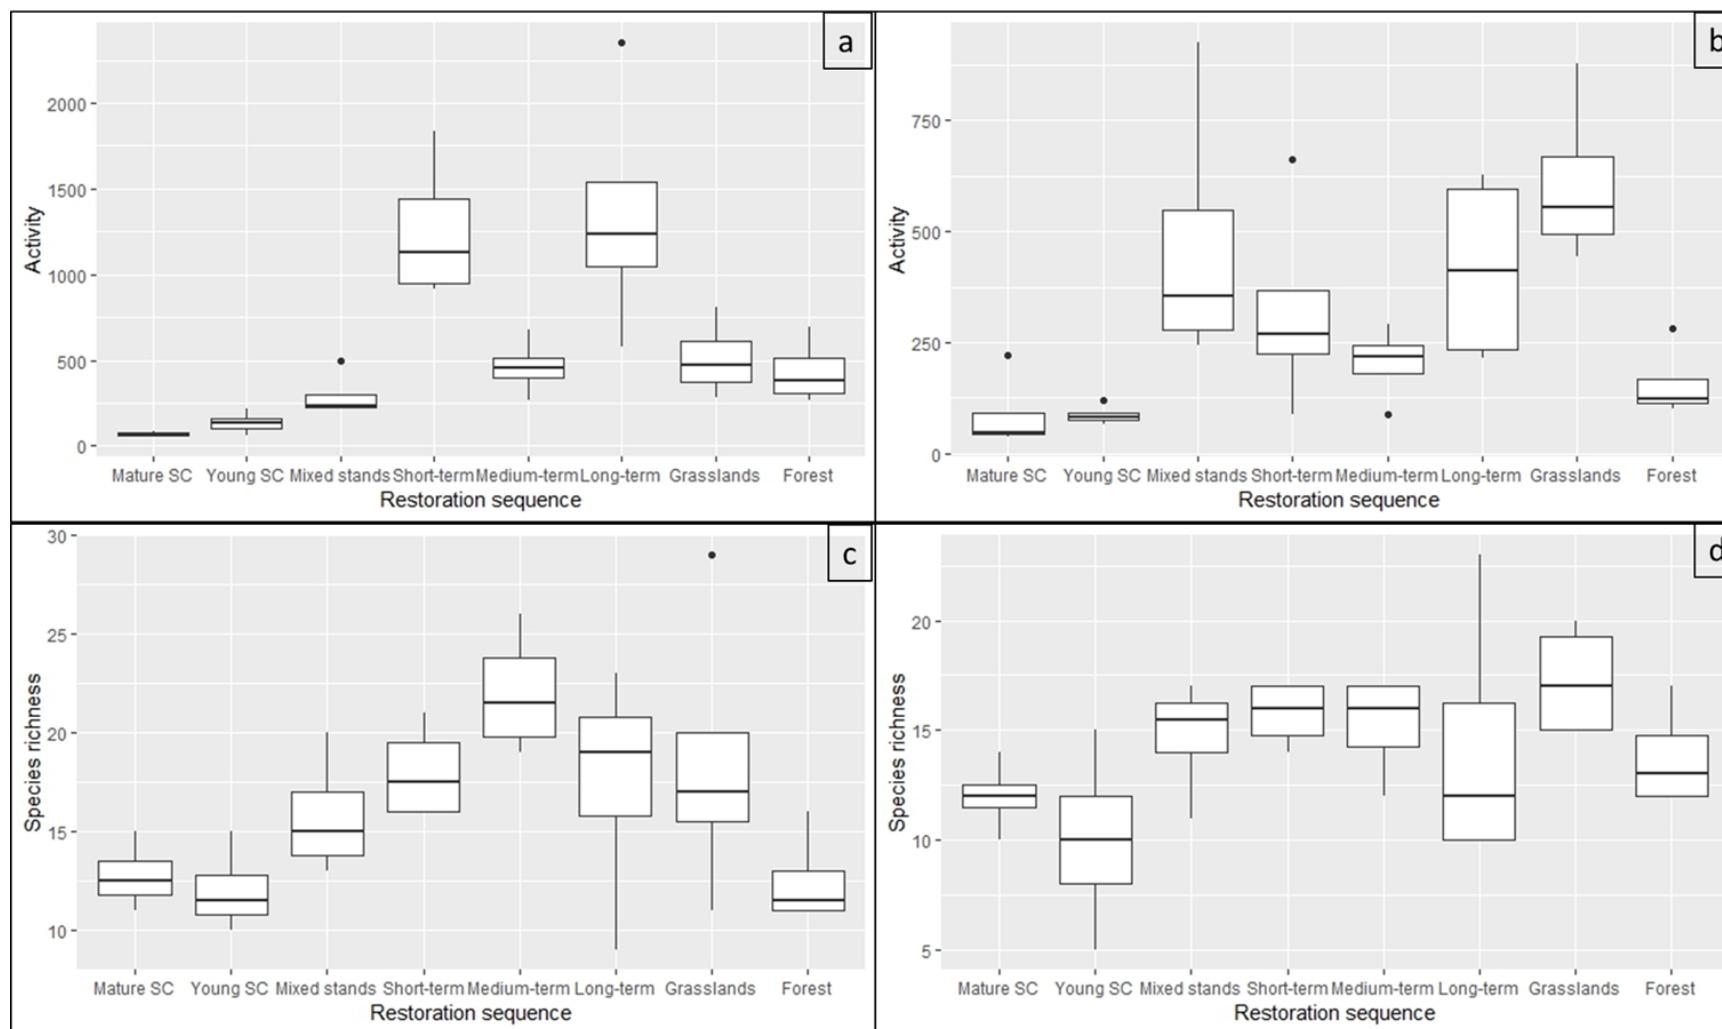 a
2000
1500
1000
500
0
Activity
Mature SC Young SC Mixed stands Short-term Medium-term Long-term Grasslands Forest
Restoration sequence
b
750
500
250
0
Activity
Mature SC Young SC Mixed stands Short-term Medium-term Long-term Grasslands Forest
Restoration sequence
c
30
25
20
15
10
Species richness
Mature SC Young SC Mixed stands Short-term Medium-term Long-term Grasslands Forest
Restoration sequence
d
20
15
10
5
Species richness
Mature SC Young SC Mixed stands Short-term Medium-term Long-term Grasslands Forest
Restoration sequence